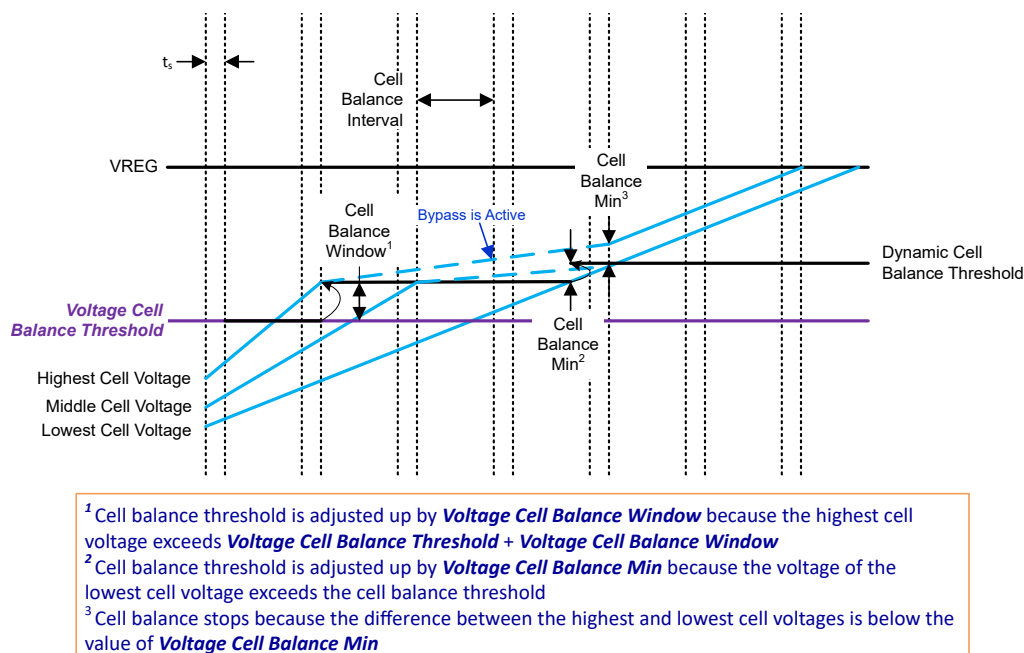 t_s
Cell
Balance
Interval
VREG
Cell
Balance
Min³
Cell
Balance
Window¹
Bypass is Active
Dynamic Cell
Balance Threshold
Voltage Cell
Balance Threshold
Cell
Balance
Min²
Highest Cell Voltage
Middle Cell Voltage
Lowest Cell Voltage
¹ Cell balance threshold is adjusted up by Voltage Cell Balance Window because the highest cell
voltage exceeds Voltage Cell Balance Threshold + Voltage Cell Balance Window
² Cell balance threshold is adjusted up by Voltage Cell Balance Min because the voltage of the
lowest cell voltage exceeds the cell balance threshold
³ Cell balance stops because the difference between the highest and lowest cell voltages is below the
value of Voltage Cell Balance Min